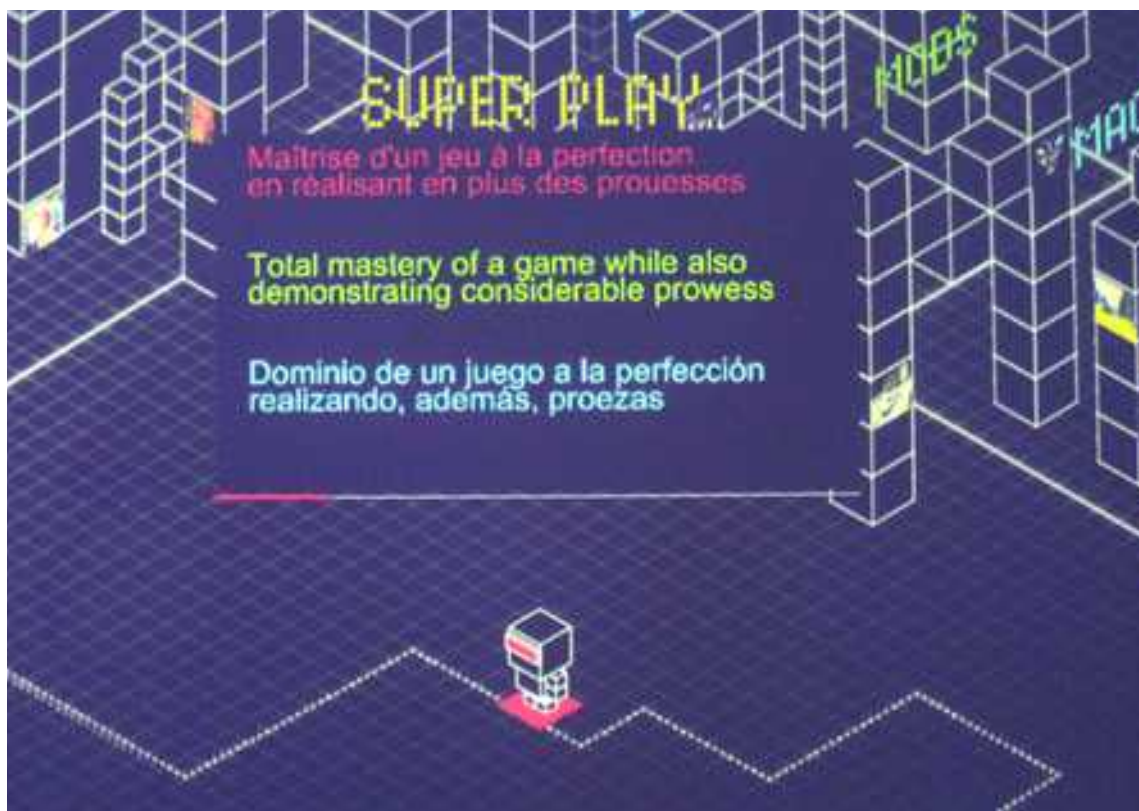 MODS
SUPER PLAY
Maîtrise d'un jeu à la perfection
en réalisant en plus des prouesses
Total mastery of a game while also
demonstrating considerable prowess
Dominio de un juego a la perfección
realizando, además, proezas